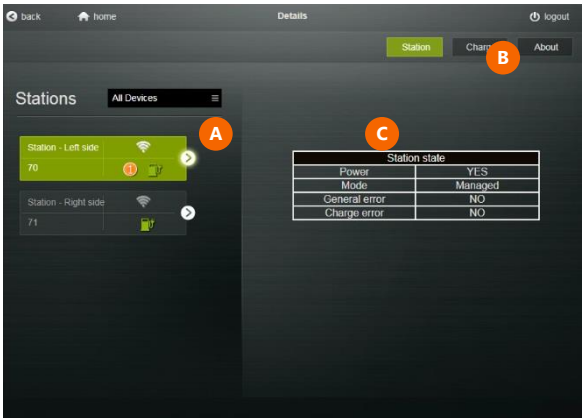 back home Details logout
Station Charg B About
Stations All Devices
A
C
Station - Left side
70 1
Station - Right side
71
Station state
Power YES
Mode Managed
General error NO
Charge error NO